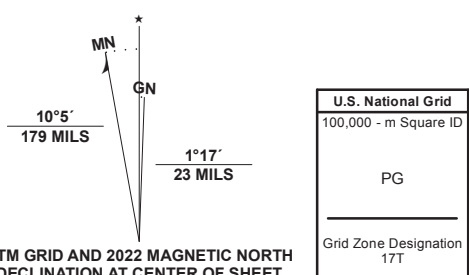 MN
GN
10°5´
179 MILS
1°17´
23 MILS
TM GRID AND 2022 MAGNETIC NORTH
DECLINATION AT CENTER OF SHEET
U.S. National Grid
100,000 - m Square ID
PG
Grid Zone Designation
17T